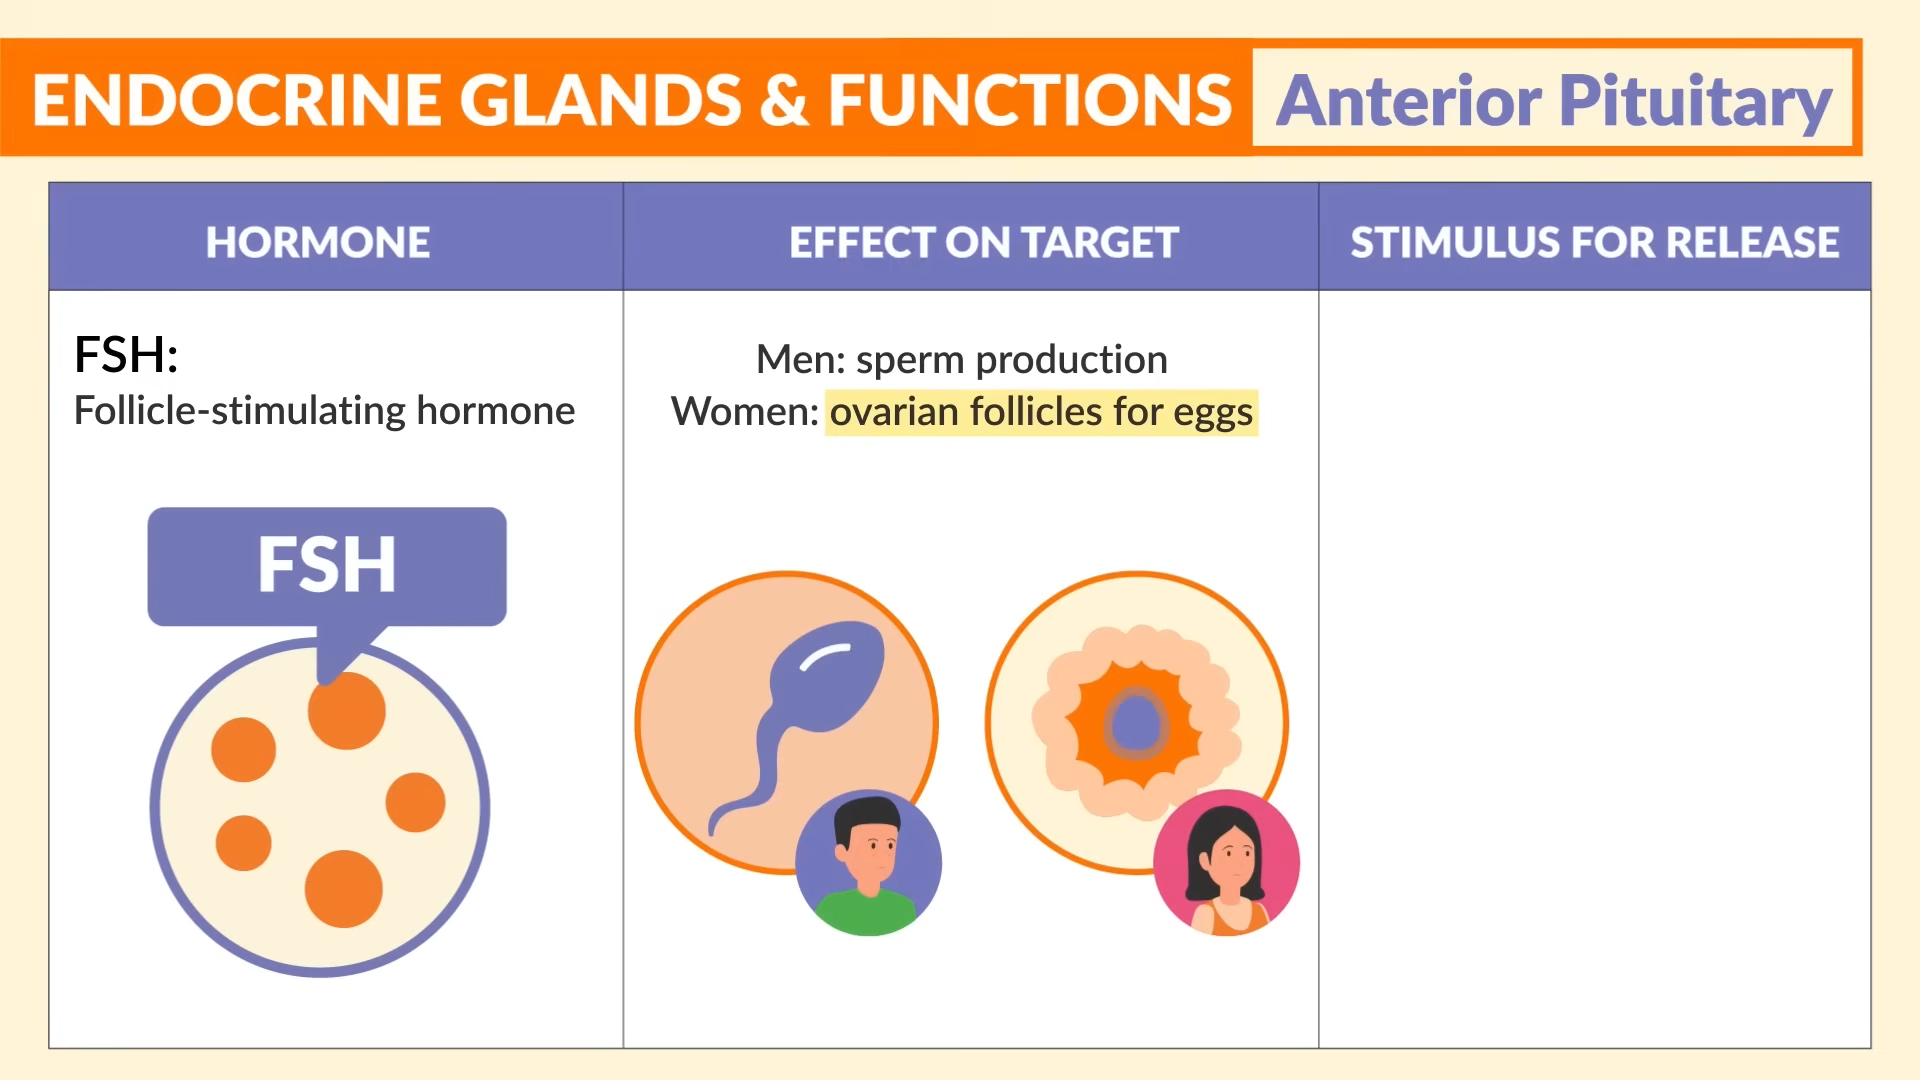 ENDOCRINE GLANDS & FUNCTIONS Anterior Pituitary
HORMONE
EFFECT ON TARGET
STIMULUS FOR RELEASE
FSH:
Follicle-stimulating hormone
Men: sperm production
Women: ovarian follicles for eggs
FSH